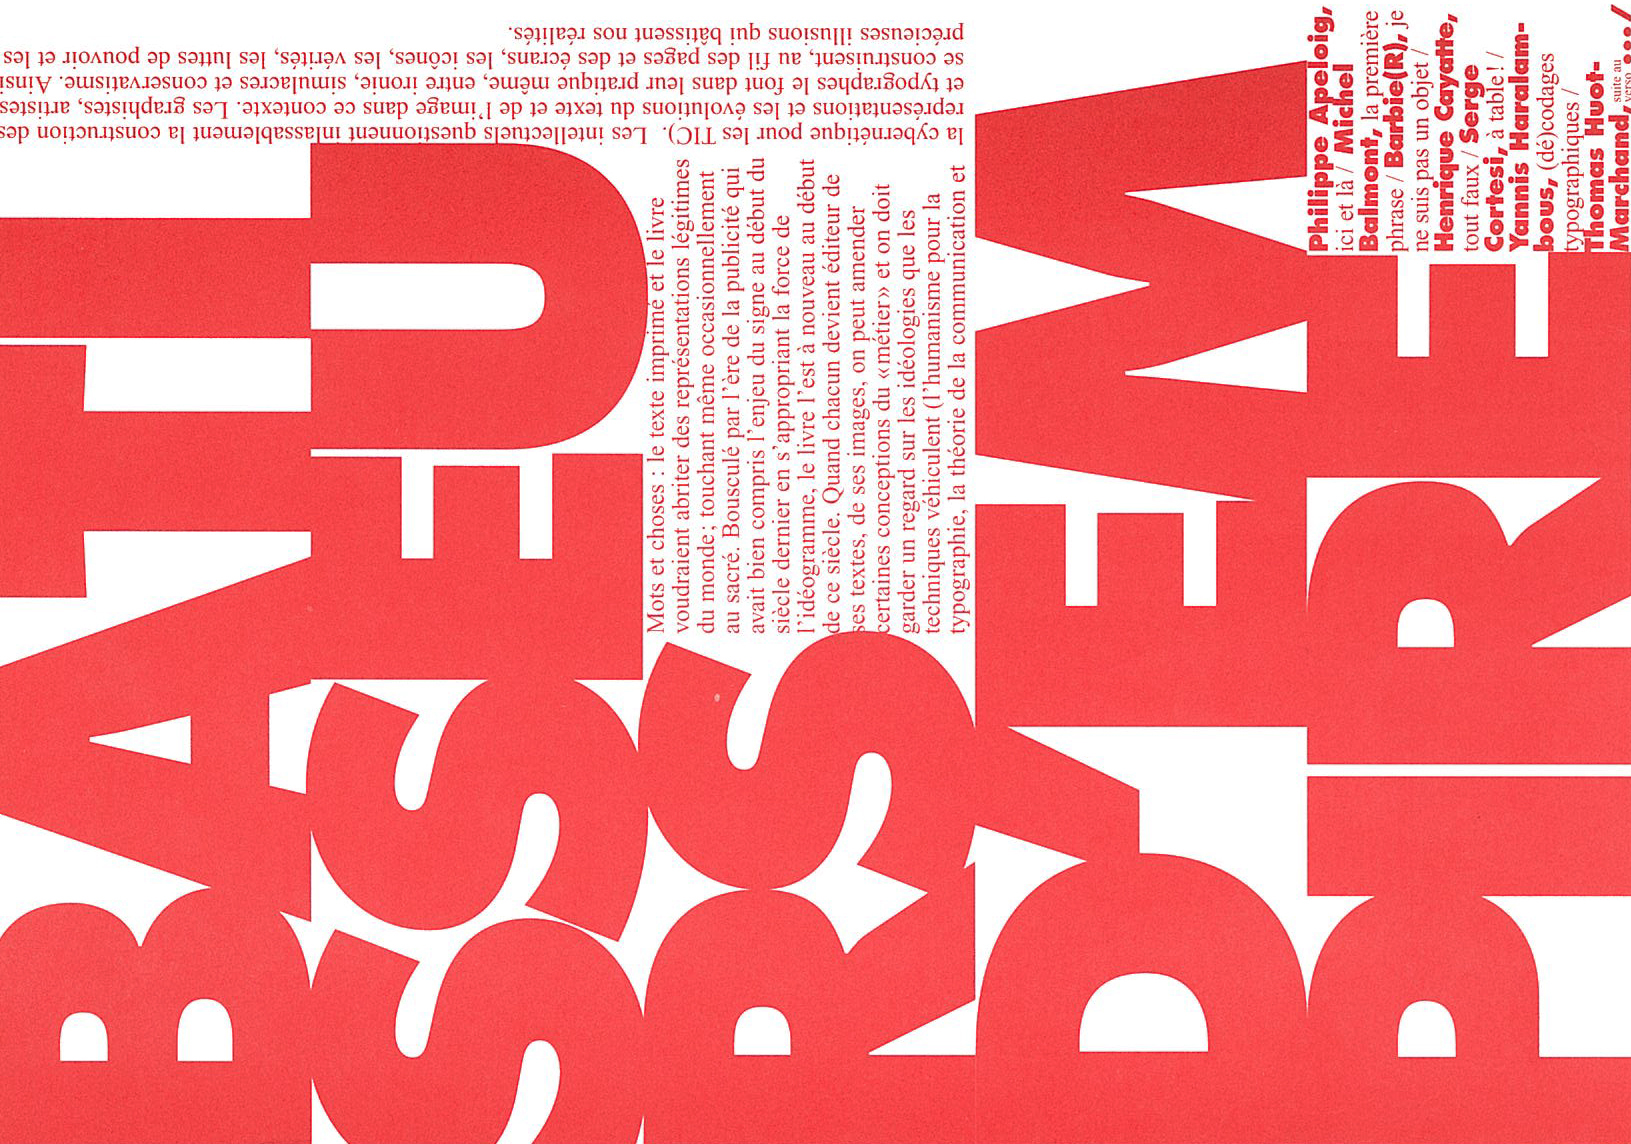 BATI
SSEU
RS
D'EM
PIRE
Mots et choses : le texte imprimé et le livre
voudraient abriter des représentations légitimes
du monde ; touchant même occasionnellement
au sacré. Bousculé par l'ère de la publicité qui
avait bien compris l'enjeu du signe au début du
siècle dernier en s'appropriant la force de
l'idéogramme, le livre l'est à nouveau au début
de ce siècle. Quand chacun devient éditeur de
ses textes, de ses images, on peut amender
certaines conceptions du «métier» et on doit
garder un regard sur les idéologies que les
techniques véhiculent (l'humanisme pour la
typographie, la théorie de la communication et
la cybernétique pour les TIC). Les intellectuels questionnent inlassablement la construction des
représentations et les évolutions du texte et de l'image dans ce contexte. Les graphistes, artistes
et typographes le font dans leur pratique même, entre ironie, simulacres et conservatisme. Ainsi
se construisent, au fil des pages et des écrans, les icônes, les vérités, les luttes de pouvoir et les
précieuses illusions qui bâtissent nos réalités.
Philippe Apeloig,
ici et là / Michel
Balmont, la première
phrase / Barbie(R), je
ne suis pas un objet /
Henrique Cayatte,
tout faux / Serge
Cortesi, à table! /
Yannis Haralam-
bous, (dé)codages
typographiques /
Thomas Huot-
Marchand,
suite au
verso •••/